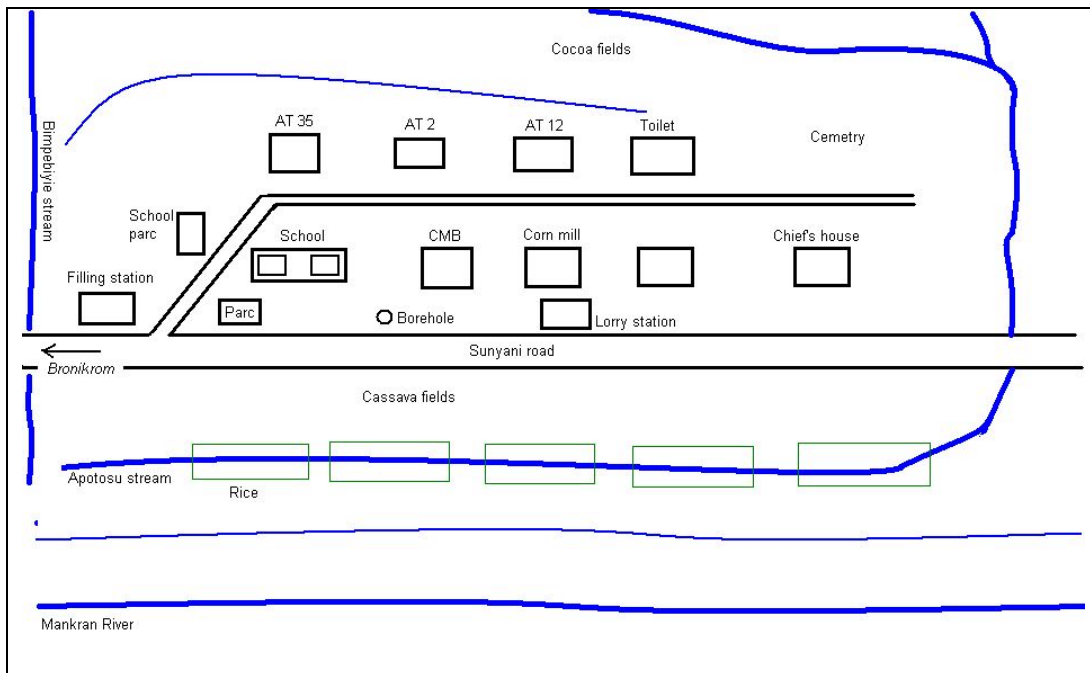 Cocoa fields
Bimpebiyie stream
AT 35
AT 2
AT 12
Toilet
Cemetry
School
parc
School
CMB
Corn mill
Chief's house
Filling station
Parc
Borehole
Lorry station
Sunyani road
Bronikrom
Cassava fields
Apotosu stream
Rice
Mankran River